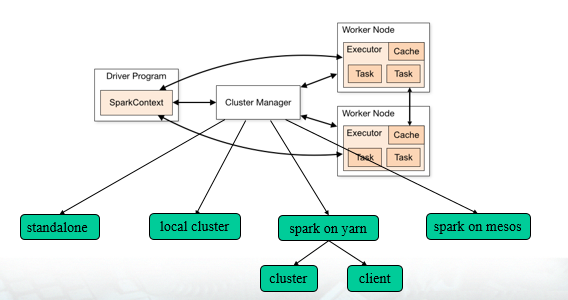 Worker Node
Executor
Cache
Task
Task
Driver Program
SparkContext
Cluster Manager
Worker Node
Executor
Cache
Task
Task
standalone
local cluster
spark on yarn
spark on mesos
cluster
client